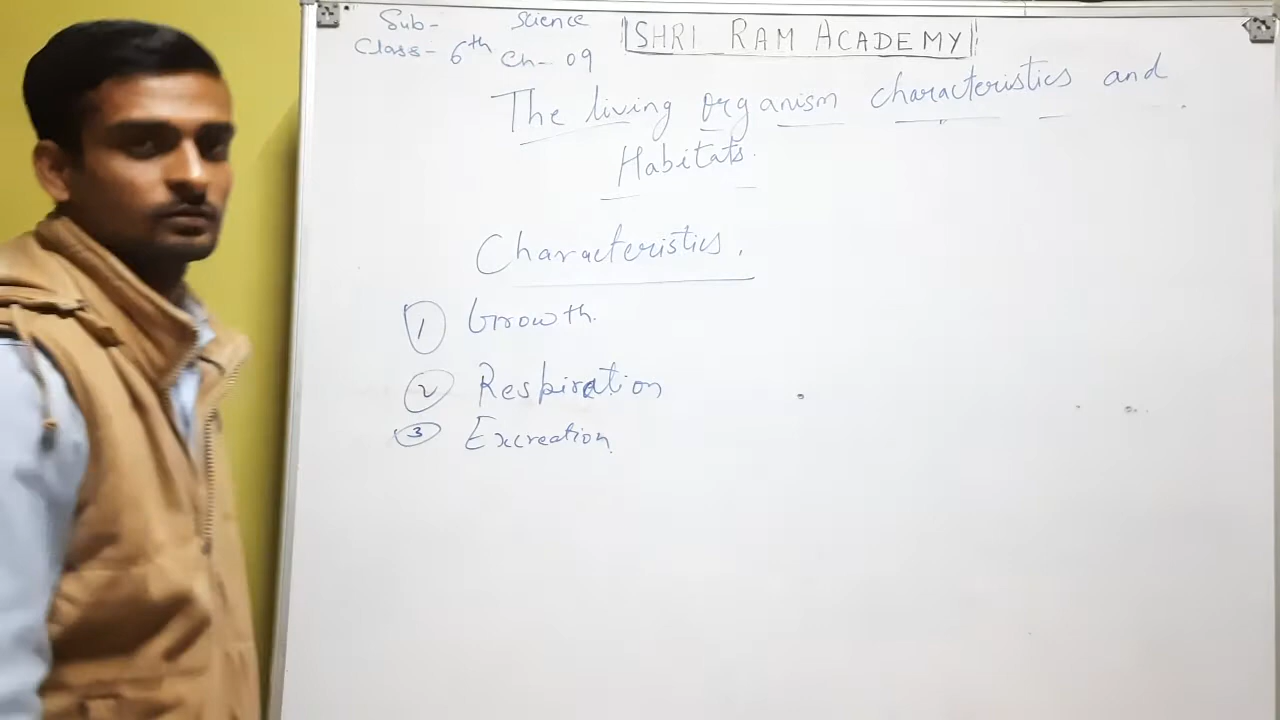 Sub- Science
Class- 6th Ch- 09
SHRI RAM ACADEMY
The living organism characteristics and
Habitats.
Characteristics.
1 Growth.
2 Respiration
3 Excreation